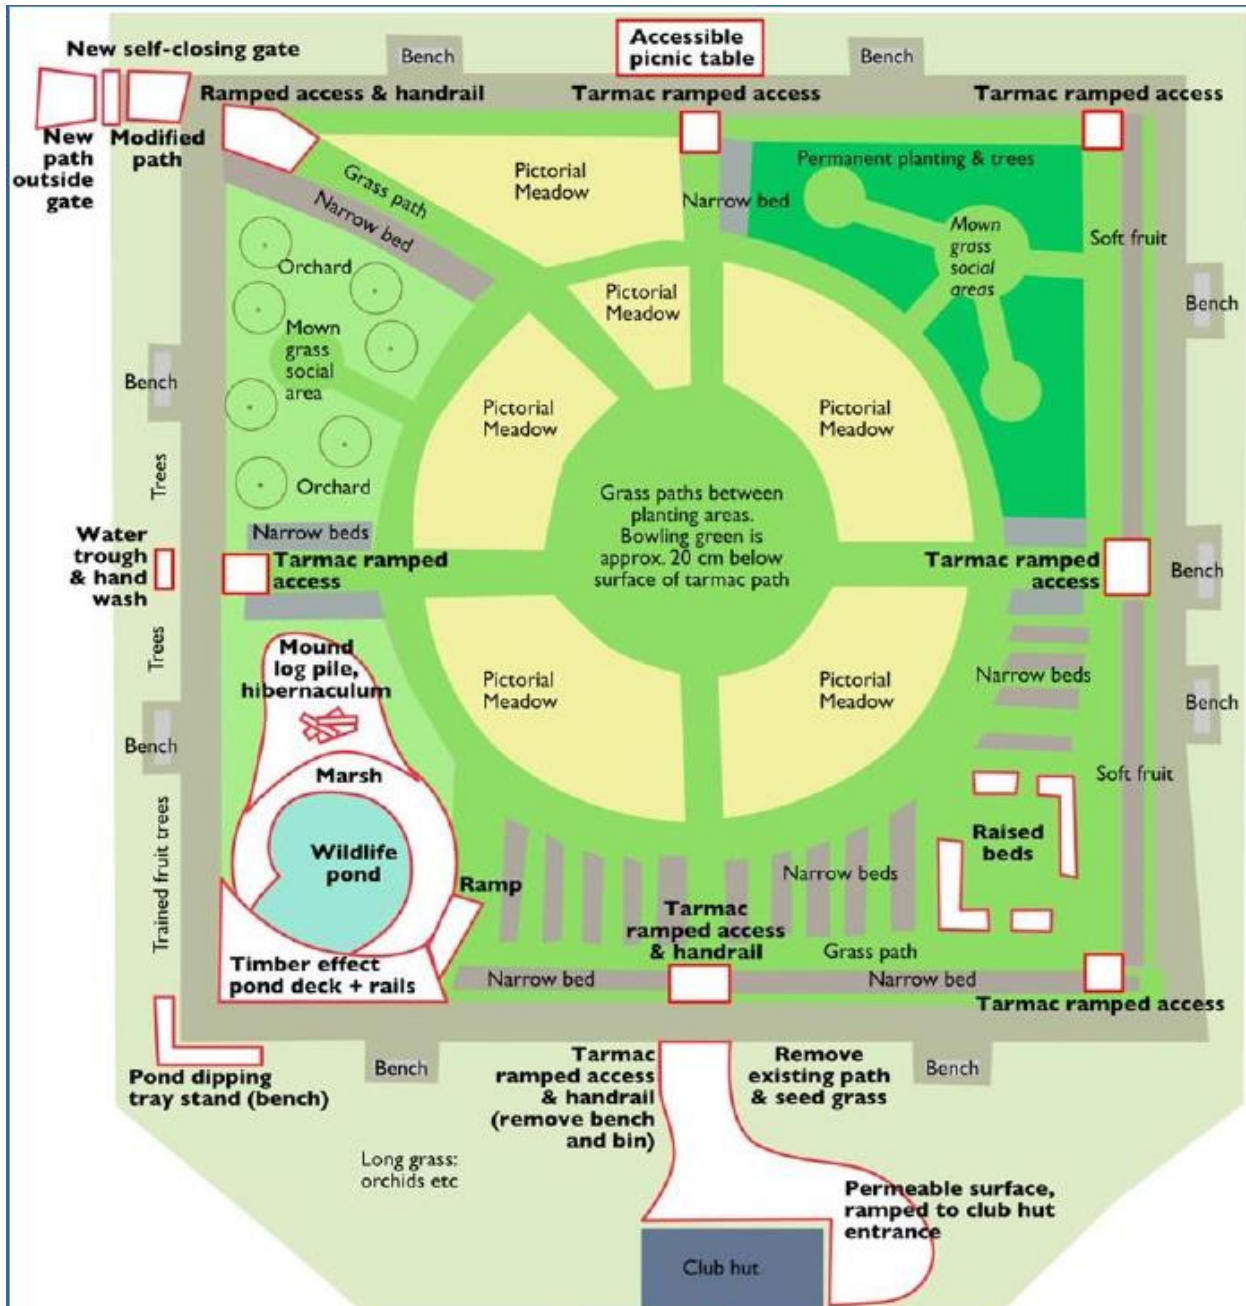 New self-closing gate
Bench
Accessible
picnic table
Bench
Ramped access & handrail
Tarmac ramped access
Tarmac ramped access
New
path
outside
gate
Modified
path
Grass path
Narrow bed
Pictorial
Meadow
Narrow bed
Permanent planting & trees
Mown
grass
social
areas
Soft fruit
Bench
Orchard
Mown
grass
social
area
Orchard
Pictorial
Meadow
Bench
Trees
Pictorial
Meadow
Pictorial
Meadow
Grass paths between
planting areas.
Bowling green is
approx. 20 cm below
surface of tarmac path
Water
trough
& hand
wash
Narrow beds
Tarmac ramped
access
Tarmac ramped
access
Bench
Trees
Mound
log pile,
hibernaculum
Pictorial
Meadow
Pictorial
Meadow
Narrow beds
Bench
Bench
Marsh
Soft fruit
Trained fruit trees
Wildlife
pond
Ramp
Raised
beds
Narrow beds
Tarmac
ramped access
& handrail
Grass path
Timber effect
pond deck + rails
Narrow bed
Narrow bed
Tarmac ramped access
Pond dipping
tray stand (bench)
Bench
Tarmac
ramped access
& handrail
(remove bench
and bin)
Remove
existing path
& seed grass
Bench
Long grass:
orchids etc
Permeable surface,
ramped to club hut
entrance
Club hut